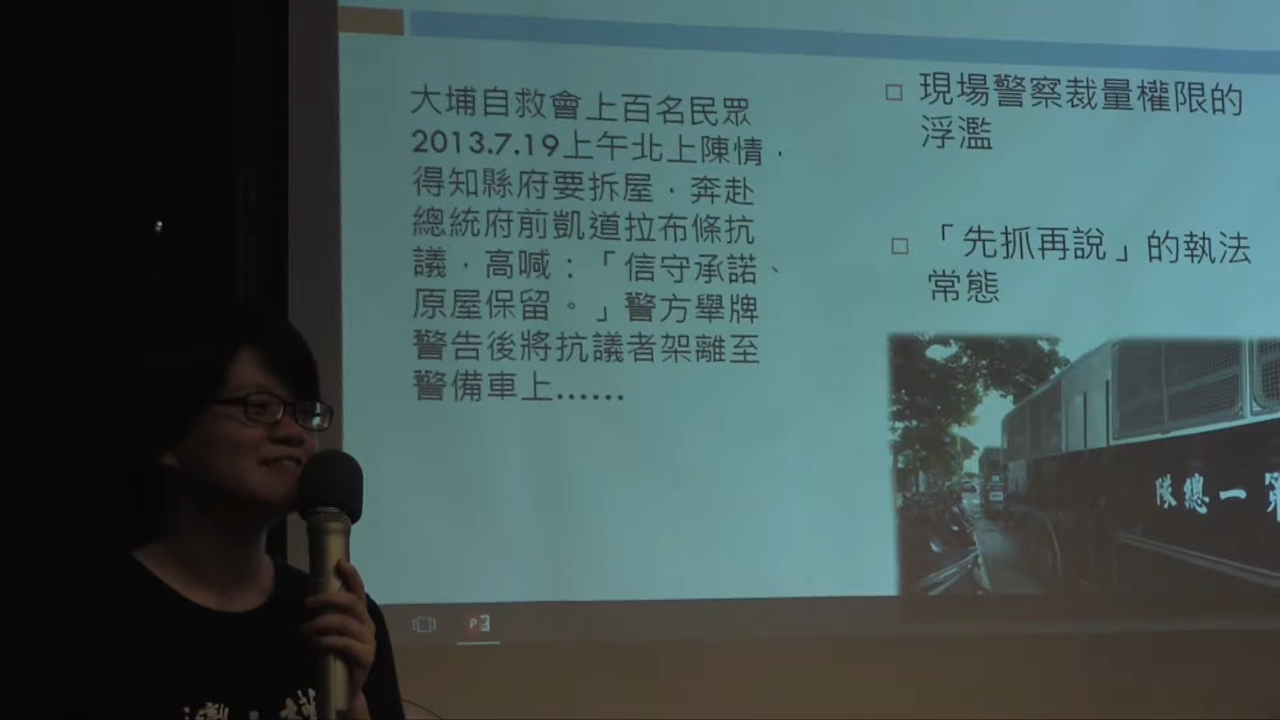 大埔自救會上百名民眾
2013.7.19上午北上陳情，
得知縣府要拆屋，奔赴
總統府前凱道拉布條抗
議，高喊：「信守承諾、
原屋保留。」警方舉牌
警告後將抗議者架離至
警備車上……
現場警察裁量權限的
浮濫
「先抓再說」的執法
常態
隊總一第
P